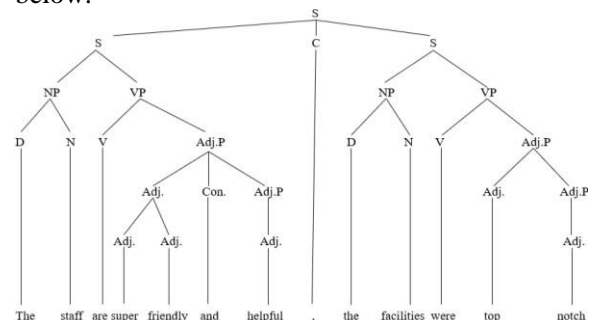 below:
S
S C S
NP VP NP VP
D N V Adj.P D N V Adj.P
Adj. Con. Adj.P Adj. Adj.P
Adj. Adj. Adj. Adj.
The staff are super friendly and helpful , the facilities were top notch